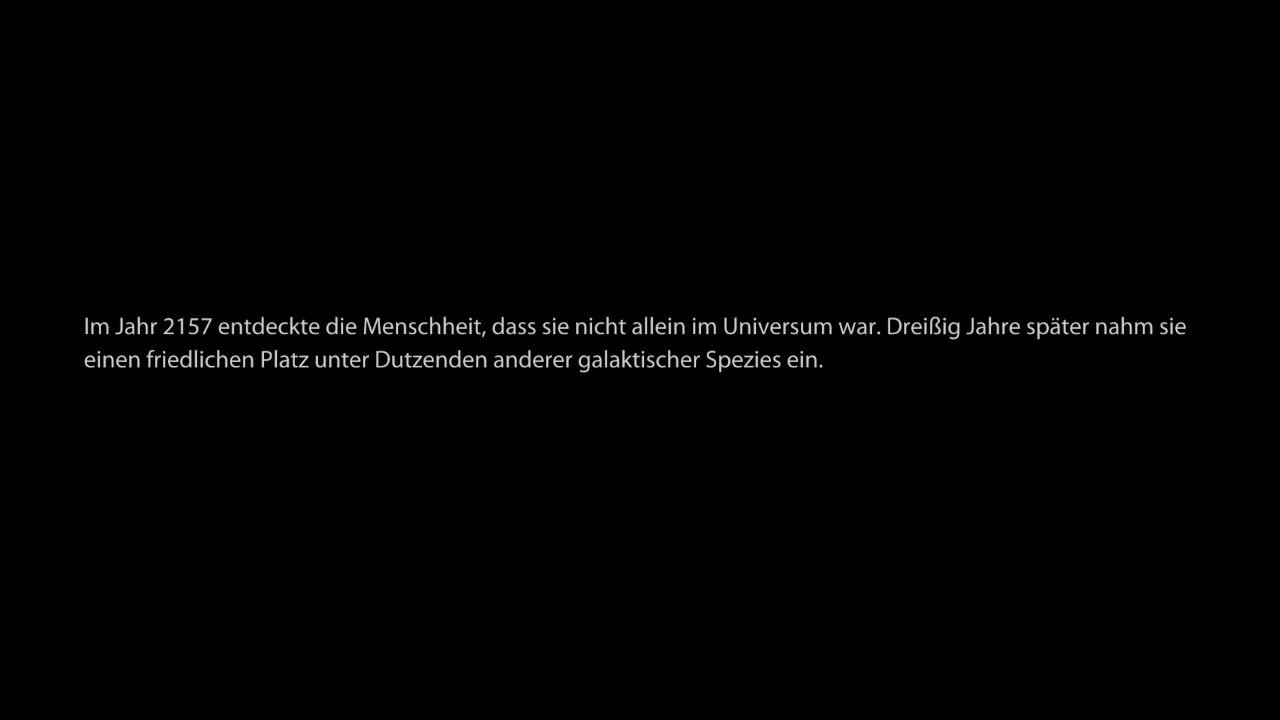 Im Jahr 2157 entdeckte die Menschheit, dass sie nicht allein im Universum war. Dreißig Jahre später nahm sie
einen friedlichen Platz unter Dutzenden anderer galaktischer Spezies ein.